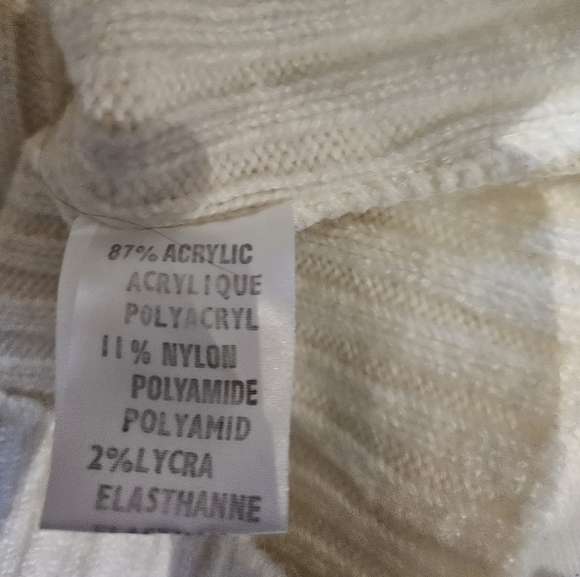 87% ACRYLIC
ACRYLIQUE
POLYACRYL
11% NYLON
POLYAMIDE
POLYAMID
2%LYCRA
ELASTHANNE